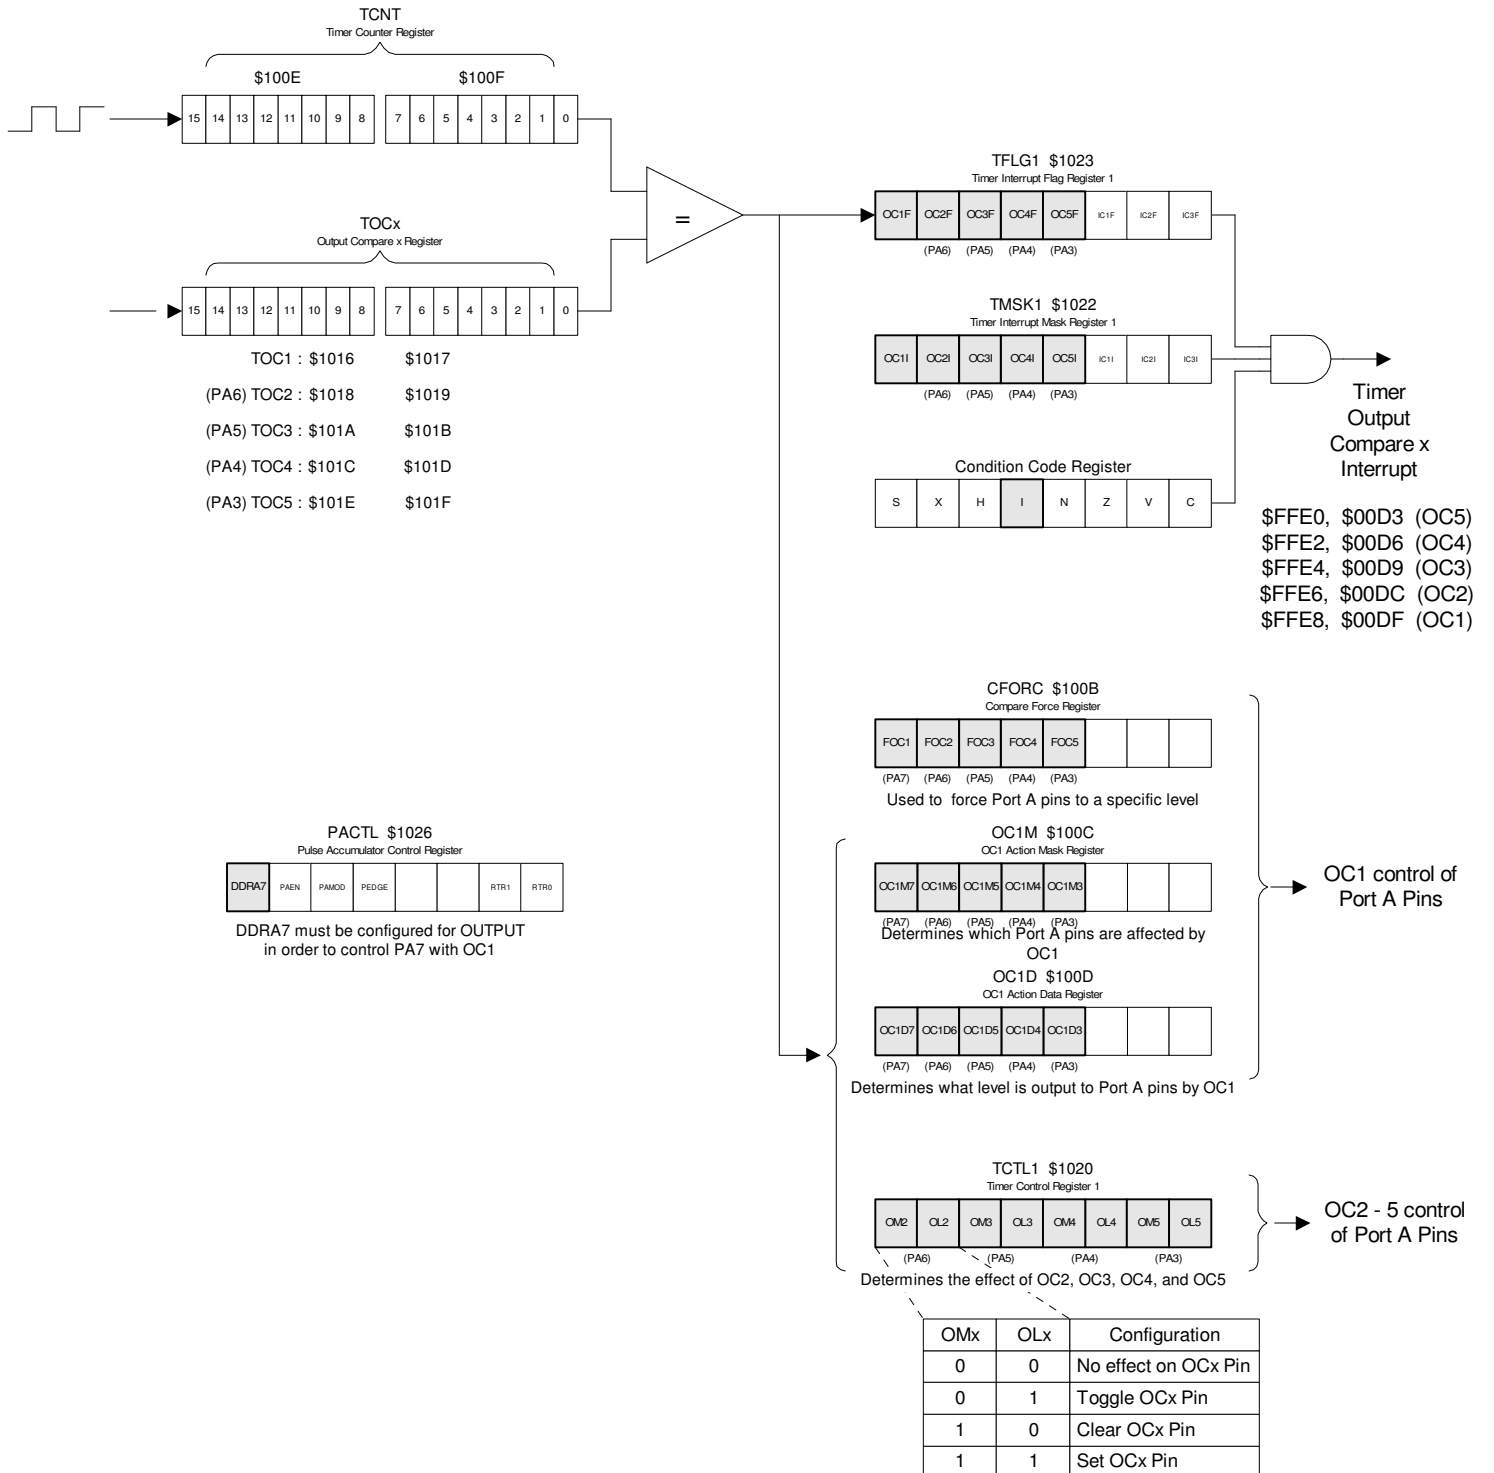 TCNT
Timer Counter Register
$100E $100F
15 14 13 12 11 10 9 8 7 6 5 4 3 2 1 0
TOCx
Output Compare x Register
15 14 13 12 11 10 9 8 7 6 5 4 3 2 1 0
TOC1 : $1016 $1017
(PA6) TOC2 : $1018 $1019
(PA5) TOC3 : $101A $101B
(PA4) TOC4 : $101C $101D
(PA3) TOC5 : $101E $101F
=
TFLG1 $1023
Timer Interrupt Flag Register 1
OC1F OC2F OC3F OC4F OC5F IC1F IC2F IC3F
(PA6) (PA5) (PA4) (PA3)
TMSK1 $1022
Timer Interrupt Mask Register 1
OC1I OC2I OC3I OC4I OC5I IC1I IC2I IC3I
(PA6) (PA5) (PA4) (PA3)
Condition Code Register
S X H I N Z V C
Timer
Output
Compare x
Interrupt
$FFE0, $00D3 (OC5)
$FFE2, $00D6 (OC4)
$FFE4, $00D9 (OC3)
$FFE6, $00DC (OC2)
$FFE8, $00DF (OC1)
CFORC $100B
Compare Force Register
FOC1 FOC2 FOC3 FOC4 FOC5
(PA7) (PA6) (PA5) (PA4) (PA3)
Used to force Port A pins to a specific level
PACTL $1026
Pulse Accumulator Control Register
DDRA7 PAEN PAMOD PEDGE RTR1 RTR0
DDRA7 must be configured for OUTPUT
in order to control PA7 with OC1
OC1M $100C
OC1 Action Mask Register
OC1M7 OC1M6 OC1M5 OC1M4 OC1M3
(PA7) (PA6) (PA5) (PA4) (PA3)
Determines which Port A pins are affected by
OC1
OC1D $100D
OC1 Action Data Register
OC1D7 OC1D6 OC1D5 OC1D4 OC1D3
(PA7) (PA6) (PA5) (PA4) (PA3)
Determines what level is output to Port A pins by OC1
OC1 control of
Port A Pins
TCTL1 $1020
Timer Control Register 1
OM2 OL2 OM3 OL3 OM4 OL4 OM5 OL5
(PA6) (PA5) (PA4) (PA3)
Determines the effect of OC2, OC3, OC4, and OC5
OC2 - 5 control
of Port A Pins
OMx OLx Configuration
0 0 No effect on OCx Pin
0 1 Toggle OCx Pin
1 0 Clear OCx Pin
1 1 Set OCx Pin